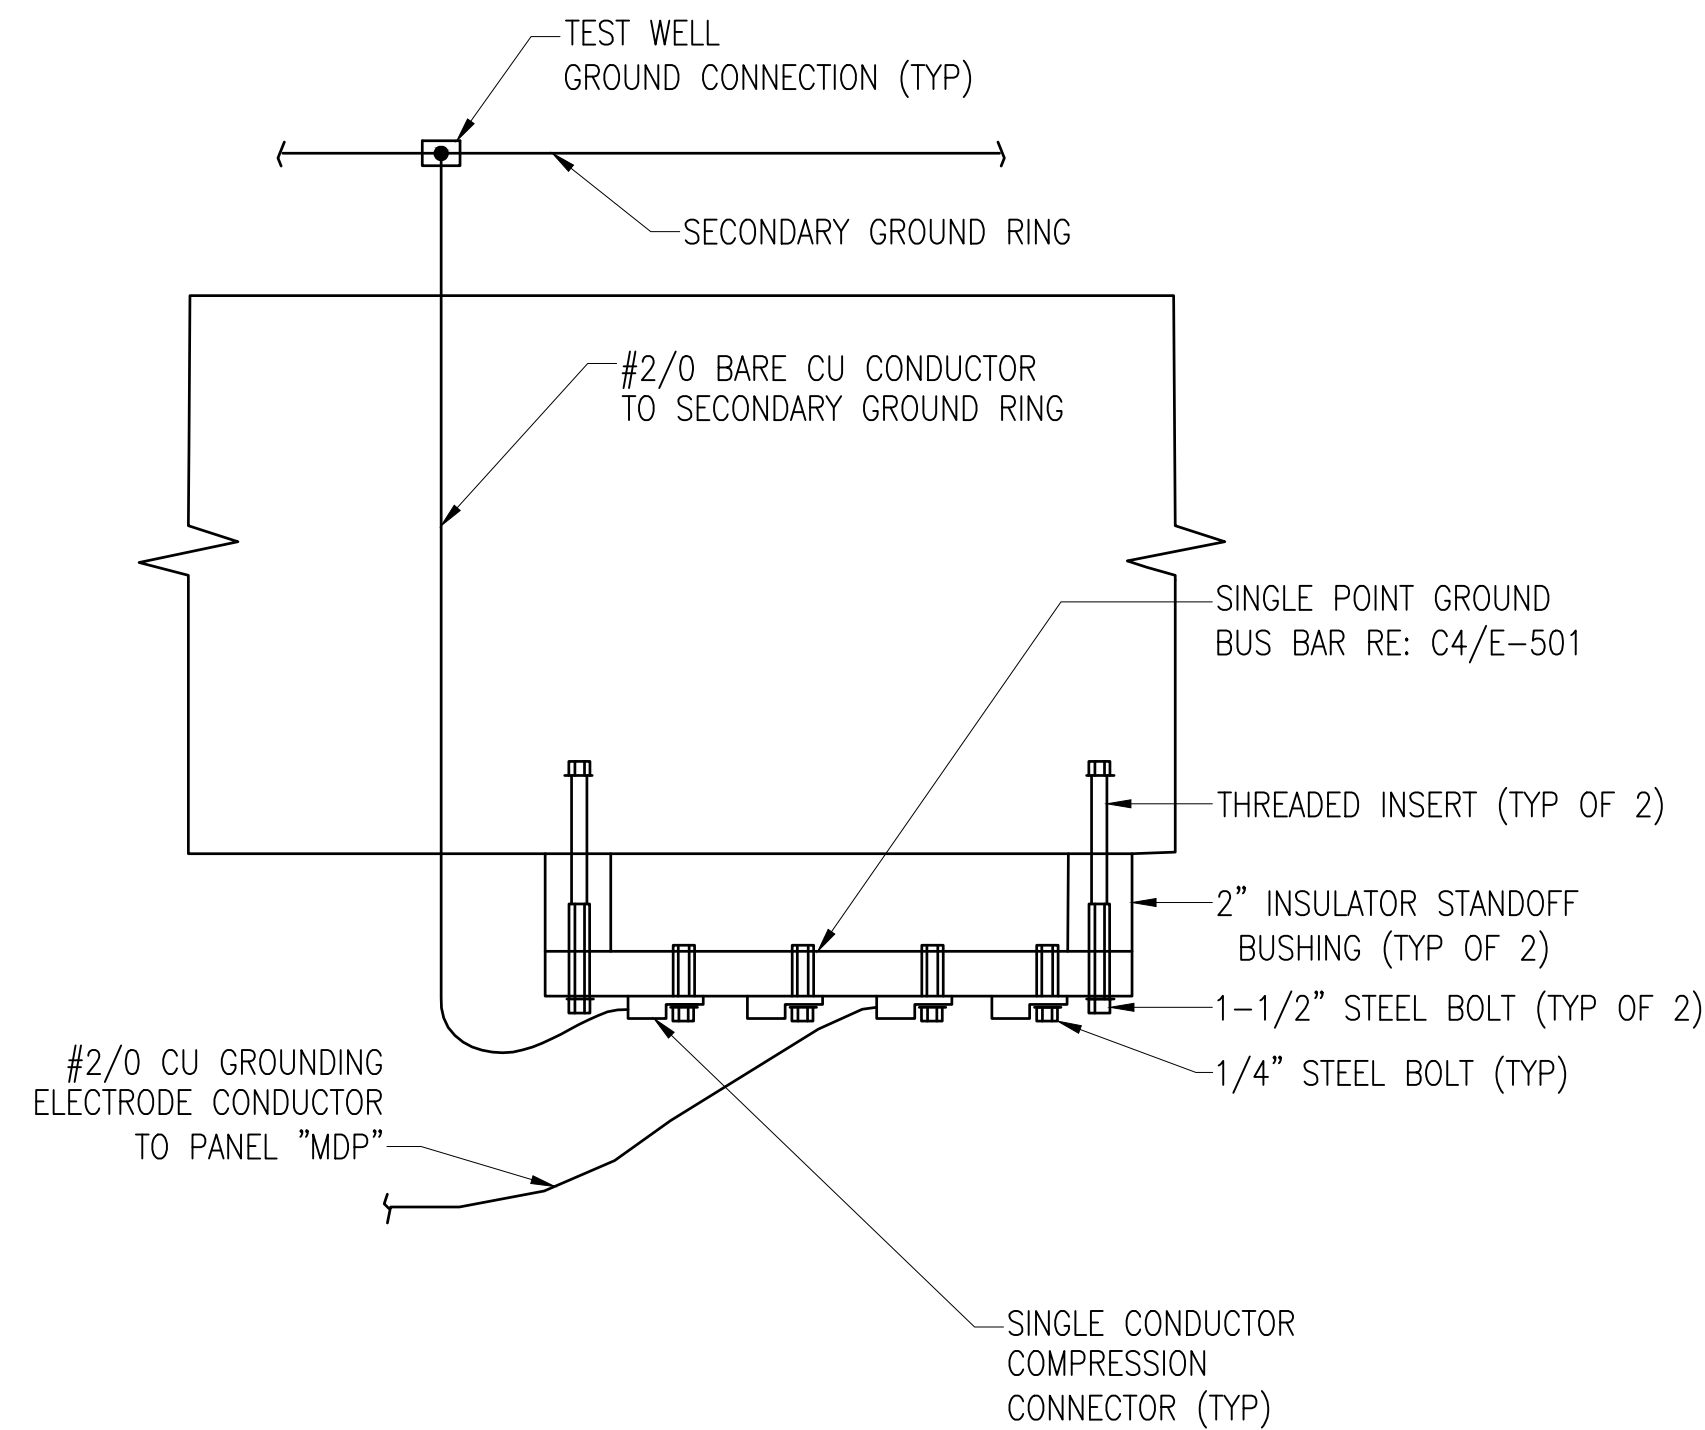 TEST WELL
GROUND CONNECTION (TYP)
SECONDARY GROUND RING
#2/0 BARE CU CONDUCTOR
TO SECONDARY GROUND RING
SINGLE POINT GROUND
BUS BAR RE: C4/E-501
THREADED INSERT (TYP OF 2)
2" INSULATOR STANDOFF
BUSHING (TYP OF 2)
1-1/2" STEEL BOLT (TYP OF 2)
1/4" STEEL BOLT (TYP)
#2/0 CU GROUNDING
ELECTRODE CONDUCTOR
TO PANEL "MDP"
SINGLE CONDUCTOR
COMPRESSION
CONNECTOR (TYP)